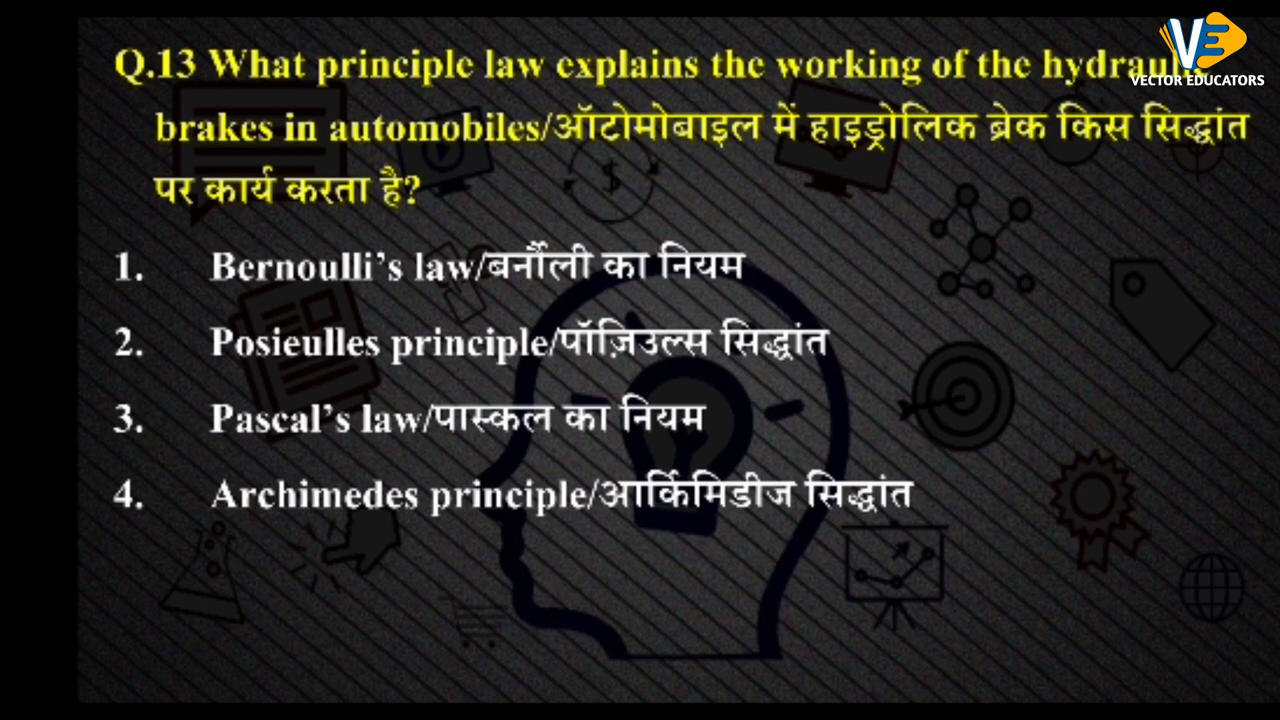 VE
VECTOR EDUCATORS
Q.13 What principle law explains the working of the
brakes in automobiles/ऑटोमोबाइल में हाइड्रोलिक ब्रेक किस सिद्धांत
पर कार्य करता है?
1. Bernoulli's law/बर्नौली का नियम
2. Posieulles principle/पॉज़िउल्स सिद्धांत
3. Pascal's law/पास्कल का नियम
4. Archimedes principle/आर्किमिडीज सिद्धांत